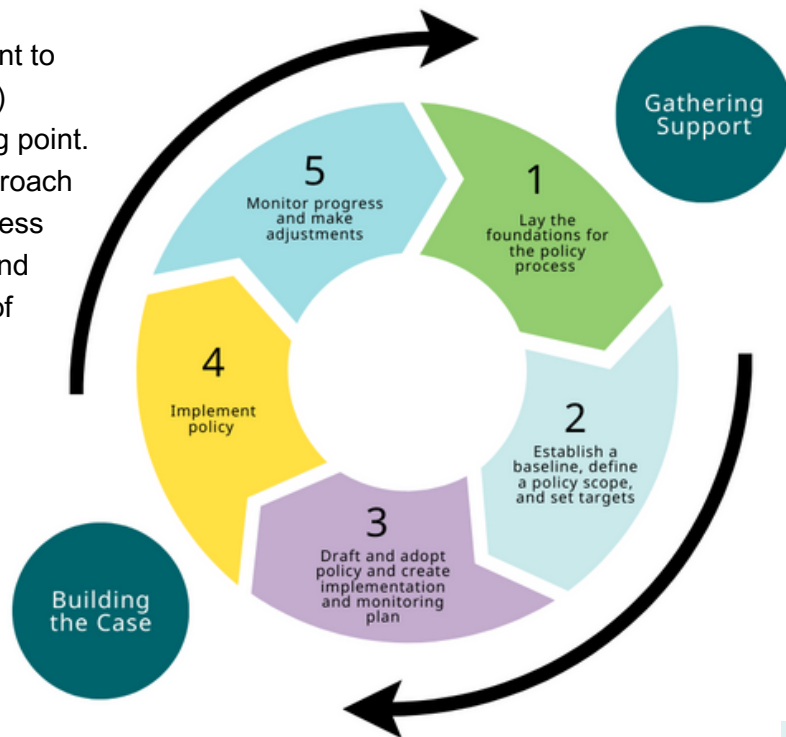 nt to
)
g point.
roach
ess
nd
of
Gathering
Support
1
Lay the
foundations for
the policy
process
2
Establish a
baseline, define
a policy scope,
and set targets
3
Draft and adopt
policy and create
implementation
and monitoring
plan
4
Implement
policy
5
Monitor progress
and make
adjustments
Building
the Case